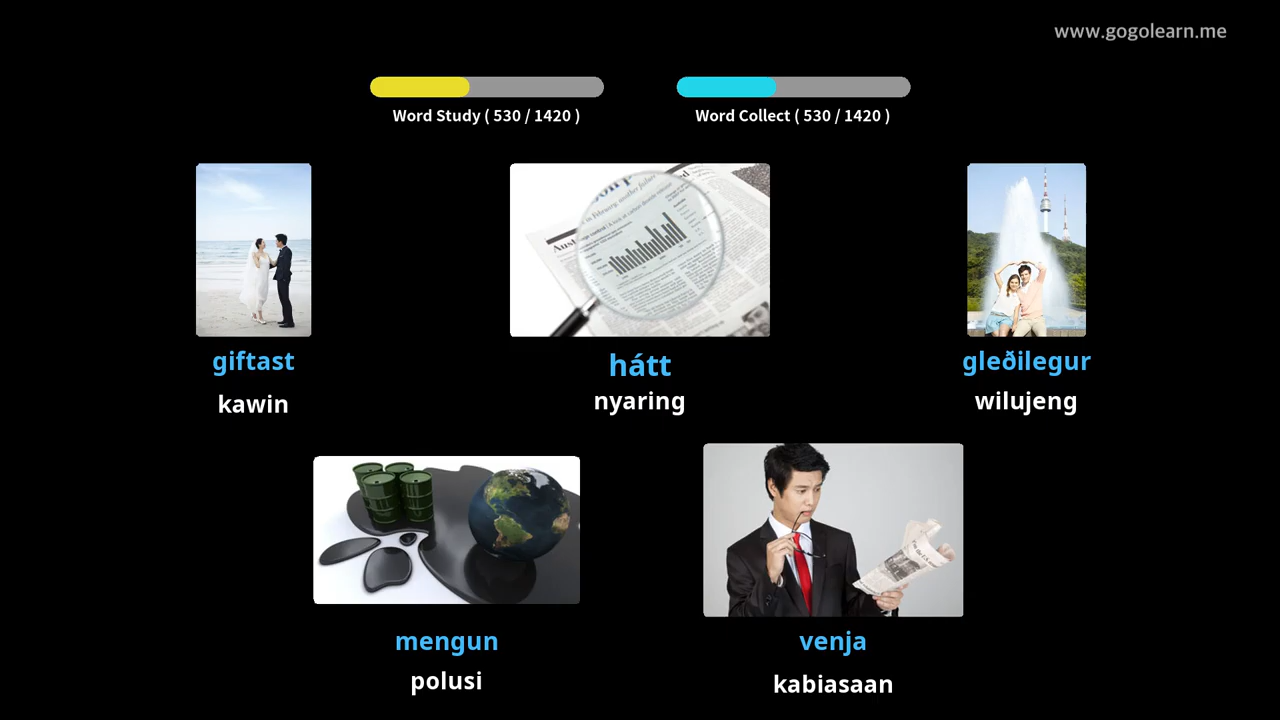 www.gogolearn.me
Word Study ( 530 / 1420 )
Word Collect ( 530 / 1420 )
giftast
hátt
gleðilegur
kawin
nyaring
wilujeng
mengun
venja
polusi
kabiasaan